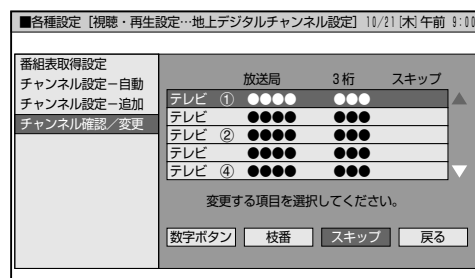 ■各種設定［視聴・再生設定…地上デジタルチャンネル設定］10/21［木］午前 9:00
番組表取得設定
チャンネル設定－自動
チャンネル設定－追加
チャンネル確認／変更
放送局 3桁 スキップ
テレビ ① ●●●● ●●●
テレビ ●●●● ●●●
テレビ ② ●●●● ●●●
テレビ ●●●● ●●●
テレビ ④ ●●●● ●●●
変更する項目を選択してください。
数字ボタン 枝番 スキップ 戻る